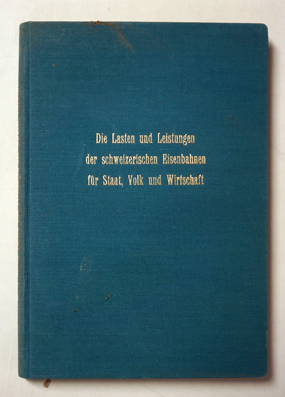 Die Lasten und Leistungen
der schweizerischen Eisenbahnen
für Staat, Volk und Wirtschaft